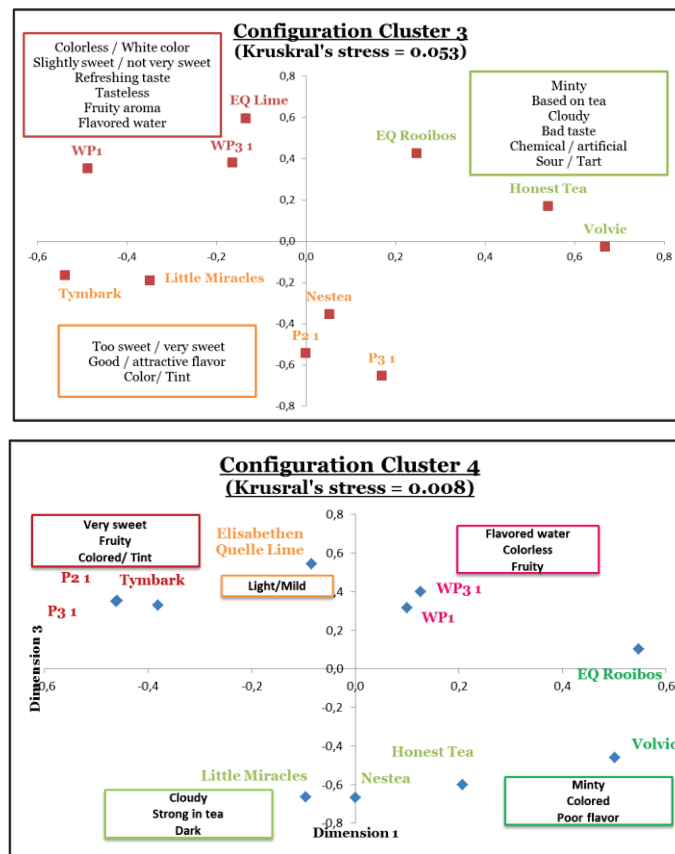 Configuration Cluster 3
(Kruskral's stress = 0.053)
Colorless / White color
Slightly sweet / not very sweet
Refreshing taste
Tasteless
Fruity aroma
Flavored water
Minty
Based on tea
Cloudy
Bad taste
Chemical / artificial
Sour / Tart
0,8
EQ Lime
0,6
EQ Rooibos
WP1
WP3 1
0,4
Honest Tea
0,2
Volvic
0,0
-0,6
-0,4
-0,2
0,0
0,2
0,4
0,6
0,8
Tymbark
Little Miracles
-0,2
Nestea
-0,4
P2 1
P3 1
-0,6
-0,8
Too sweet / very sweet
Good / attractive flavor
Color/ Tint
Configuration Cluster 4
(Krusral's stress = 0.008)
Very sweet
Fruity
Colored/ Tint
Elisabethen
Quelle Lime
Light/Mild
Flavored water
Colorless
Fruity
0,8
0,6
P2 1
Tymbark
P3 1
0,4
WP3 1
WP1
0,2
EQ Rooibos
0,0
-0,6
-0,4
-0,2
0,0
0,2
0,4
0,6
Dimension 3
-0,2
Volvic
Honest Tea
-0,4
Little Miracles
Nestea
-0,6
-0,8
Dimension 1
Cloudy
Strong in tea
Dark
Minty
Colored
Poor flavor